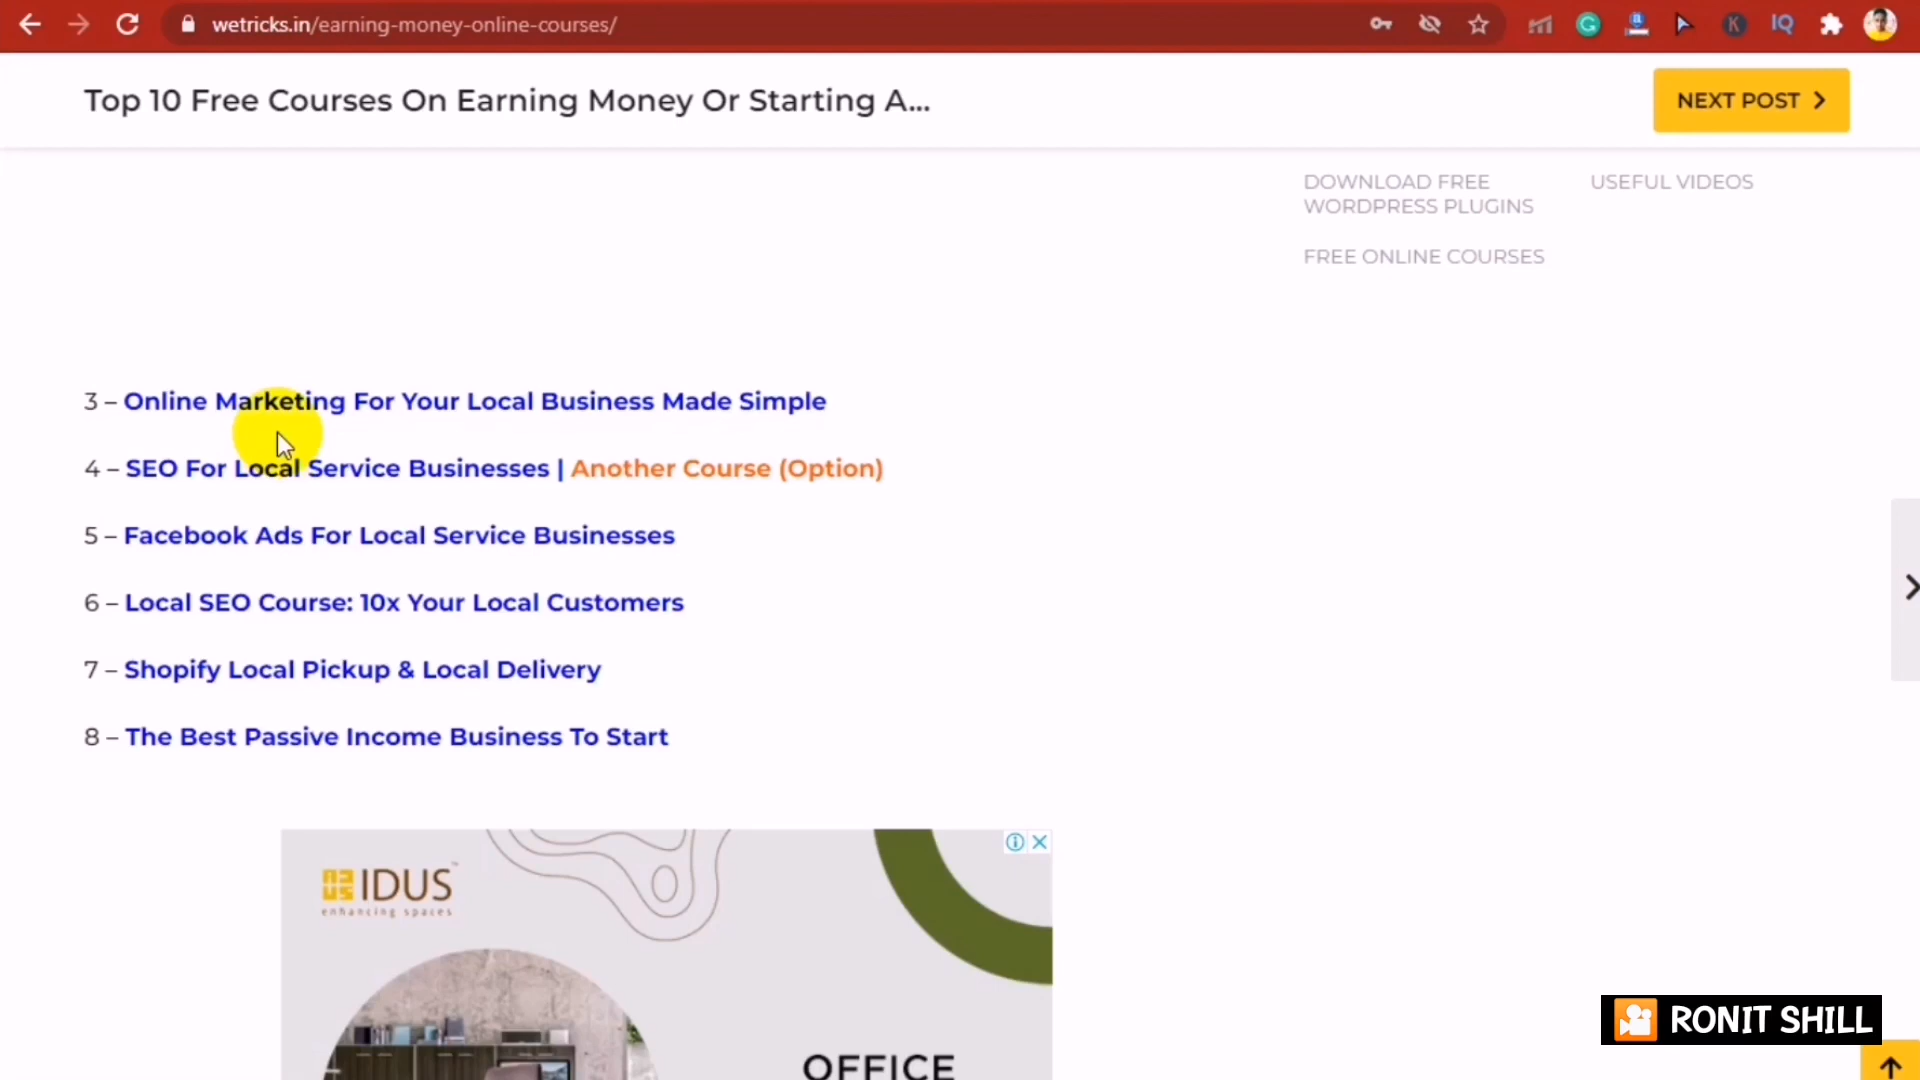 wetricks.in/earning-money-online-courses/
Top 10 Free Courses On Earning Money Or Starting A...
NEXT POST
DOWNLOAD FREE
WORDPRESS PLUGINS
USEFUL VIDEOS
FREE ONLINE COURSES
3 – Online Marketing For Your Local Business Made Simple
4 – SEO For Local Service Businesses | Another Course (Option)
5 – Facebook Ads For Local Service Businesses
6 – Local SEO Course: 10x Your Local Customers
7 – Shopify Local Pickup & Local Delivery
8 – The Best Passive Income Business To Start
IDUS
enhancing spaces
OFFICE
RONIT SHILL